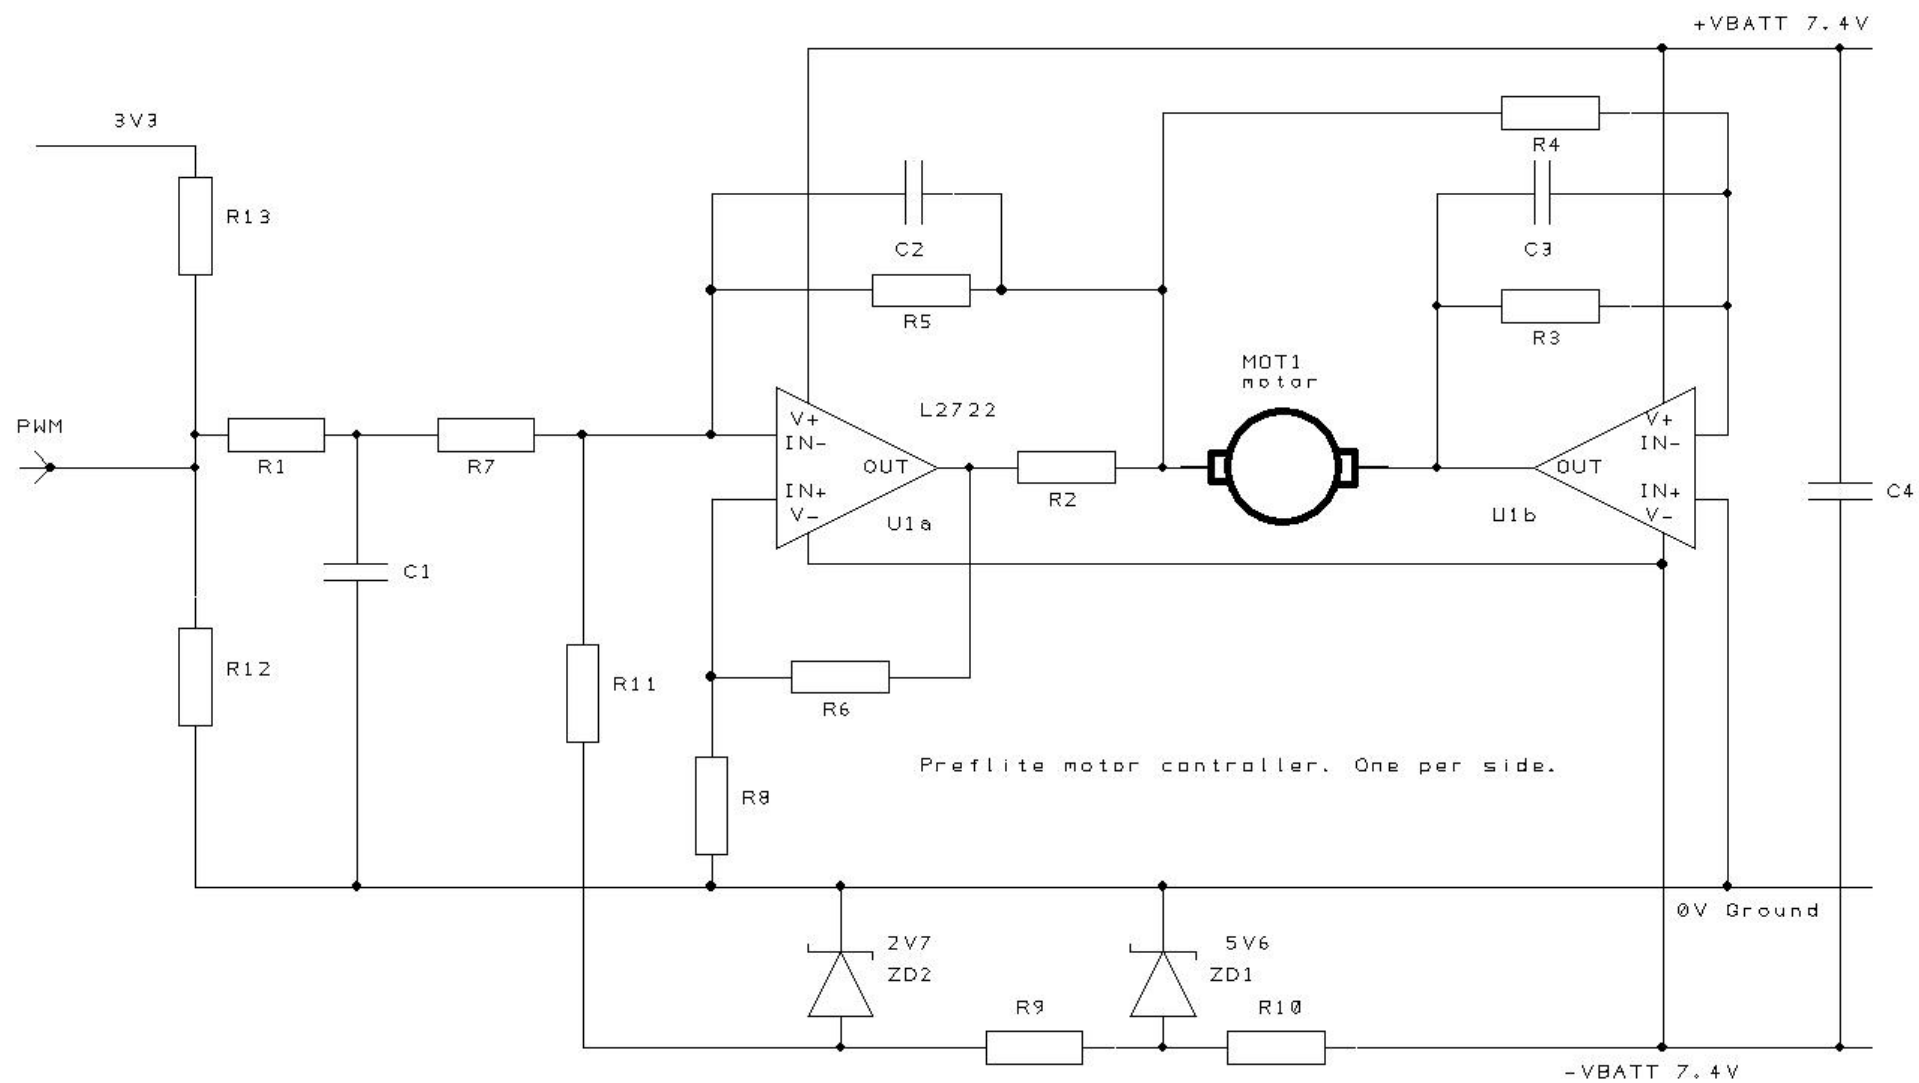 +VBATT 7.4V
3V3
R4
R13
C2
C3
R5
R3
MOT1
motor
L2722
PWM
V+
IN-
V+
IN-
R1
R7
OUT
OUT
R2
IN+
V-
IN+
V-
C4
U1a
U1b
C1
R12
R11
R6
Preflite motor controller. One per side.
R8
0V Ground
2V7
ZD2
5V6
ZD1
R9
R10
-VBATT 7.4V